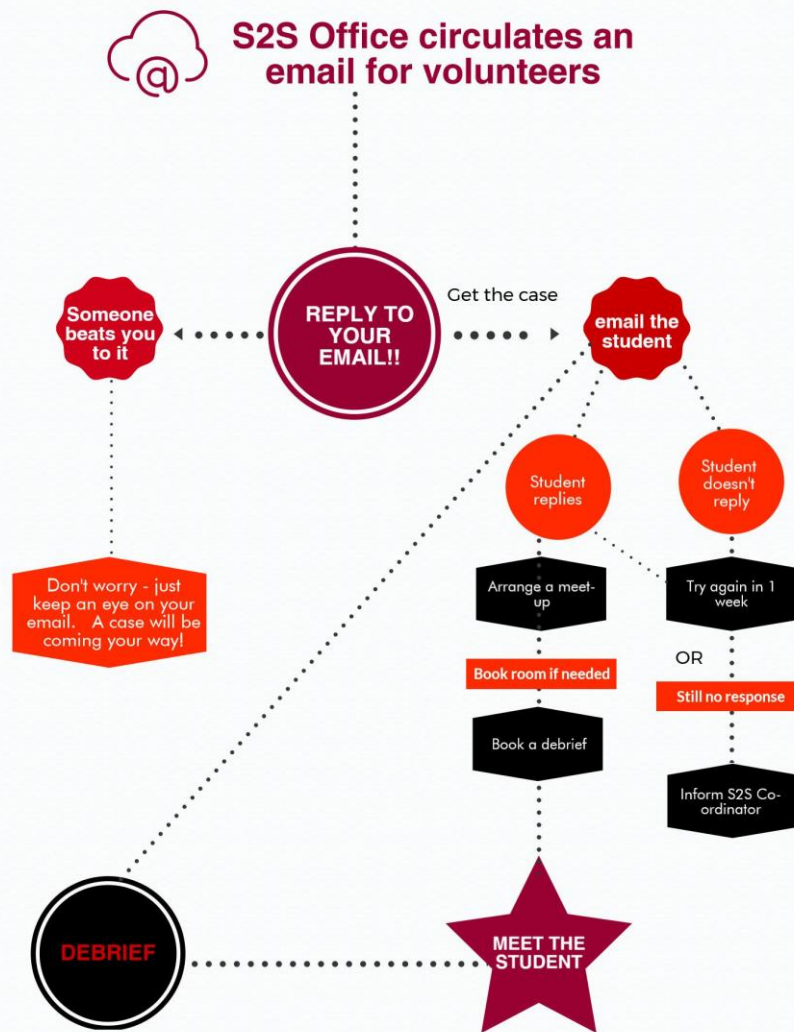 S2S Office circulates an
email for volunteers
@
Someone
beats you
to it
REPLY TO
YOUR
EMAIL!!
Get the case
email the
student
Student
replies
Student
doesn't
reply
Don't worry - just
keep an eye on your
email. A case will be
coming your way!
Arrange a meet-
up
Try again in 1
week
OR
Book room if needed
Still no response
Book a debrief
Inform S2S Co-
ordinator
DEBRIEF
MEET THE
STUDENT